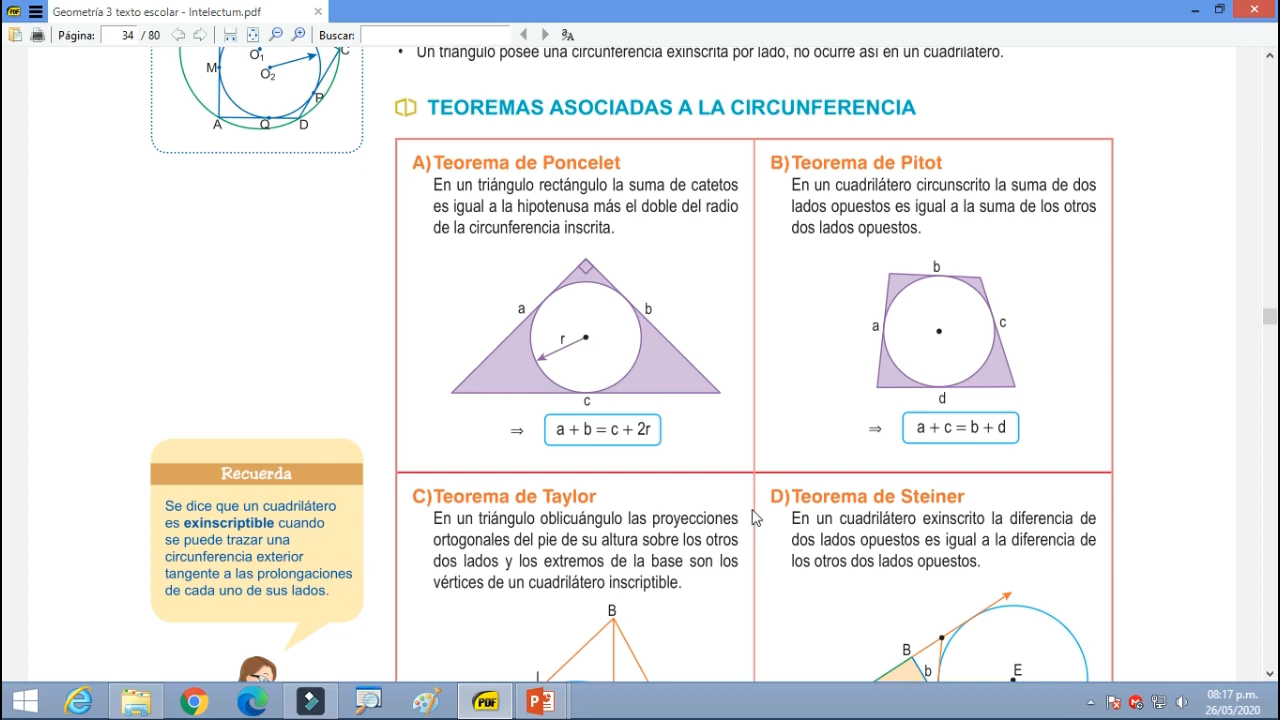 Geometría 3 texto escolar - Intelectum.pdf
Página: 34 / 80 Buscar:
O1
O2
M
C
P
A Q D
• Un triángulo posee una circunferencia exinscrita por lado, no ocurre así en un cuadrilátero.
TEOREMAS ASOCIADAS A LA CIRCUNFERENCIA
A) Teorema de Poncelet
En un triángulo rectángulo la suma de catetos
es igual a la hipotenusa más el doble del radio
de la circunferencia inscrita.
a b
r
c
⇒ a + b = c + 2r
B) Teorema de Pitot
En un cuadrilátero circunscrito la suma de dos
lados opuestos es igual a la suma de los otros
dos lados opuestos.
b
a c
d
⇒ a + c = b + d
Recuerda
Se dice que un cuadrilátero
es exinscriptible cuando
se puede trazar una
circunferencia exterior
tangente a las prolongaciones
de cada uno de sus lados.
C) Teorema de Taylor
En un triángulo oblicuángulo las proyecciones
ortogonales del pie de su altura sobre los otros
dos lados y los extremos de la base son los
vértices de un cuadrilátero inscriptible.
B
D) Teorema de Steiner
En un cuadrilátero exinscrito la diferencia de
dos lados opuestos es igual a la diferencia de
los otros dos lados opuestos.
B
b
E
PDF
08:17 p.m.
26/05/2020